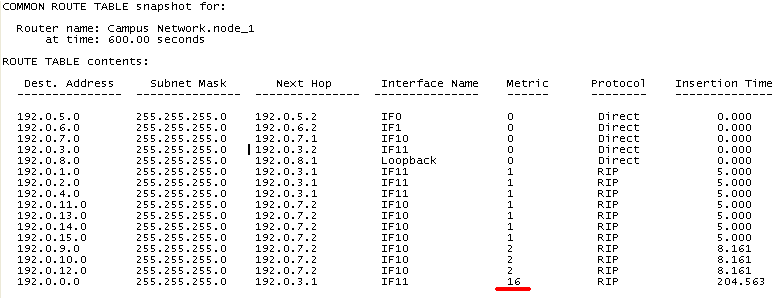 COMMON ROUTE TABLE snapshot for:
Router name: Campus Network.node_1
at time: 600.00 seconds
ROUTE TABLE contents:
Dest. Address Subnet Mask Next Hop Interface Name Metric Protocol Insertion Time
--------------- --------------- --------------- --------------- ------ -------- --------------
192.0.5.0 255.255.255.0 192.0.5.2 IF0 0 Direct 0.000
192.0.6.0 255.255.255.0 192.0.6.2 IF1 0 Direct 0.000
192.0.7.0 255.255.255.0 192.0.7.1 IF10 0 Direct 0.000
192.0.3.0 255.255.255.0 192.0.3.2 IF11 0 Direct 0.000
192.0.8.0 255.255.255.0 192.0.8.1 Loopback 0 Direct 0.000
192.0.1.0 255.255.255.0 192.0.3.1 IF11 1 RIP 5.000
192.0.2.0 255.255.255.0 192.0.3.1 IF11 1 RIP 5.000
192.0.4.0 255.255.255.0 192.0.3.1 IF11 1 RIP 5.000
192.0.11.0 255.255.255.0 192.0.7.2 IF10 1 RIP 5.000
192.0.13.0 255.255.255.0 192.0.7.2 IF10 1 RIP 5.000
192.0.14.0 255.255.255.0 192.0.7.2 IF10 1 RIP 5.000
192.0.15.0 255.255.255.0 192.0.7.2 IF10 1 RIP 5.000
192.0.9.0 255.255.255.0 192.0.7.2 IF10 2 RIP 8.161
192.0.10.0 255.255.255.0 192.0.7.2 IF10 2 RIP 8.161
192.0.12.0 255.255.255.0 192.0.7.2 IF10 2 RIP 8.161
192.0.0.0 255.255.255.0 192.0.3.1 IF11 16 RIP 204.563